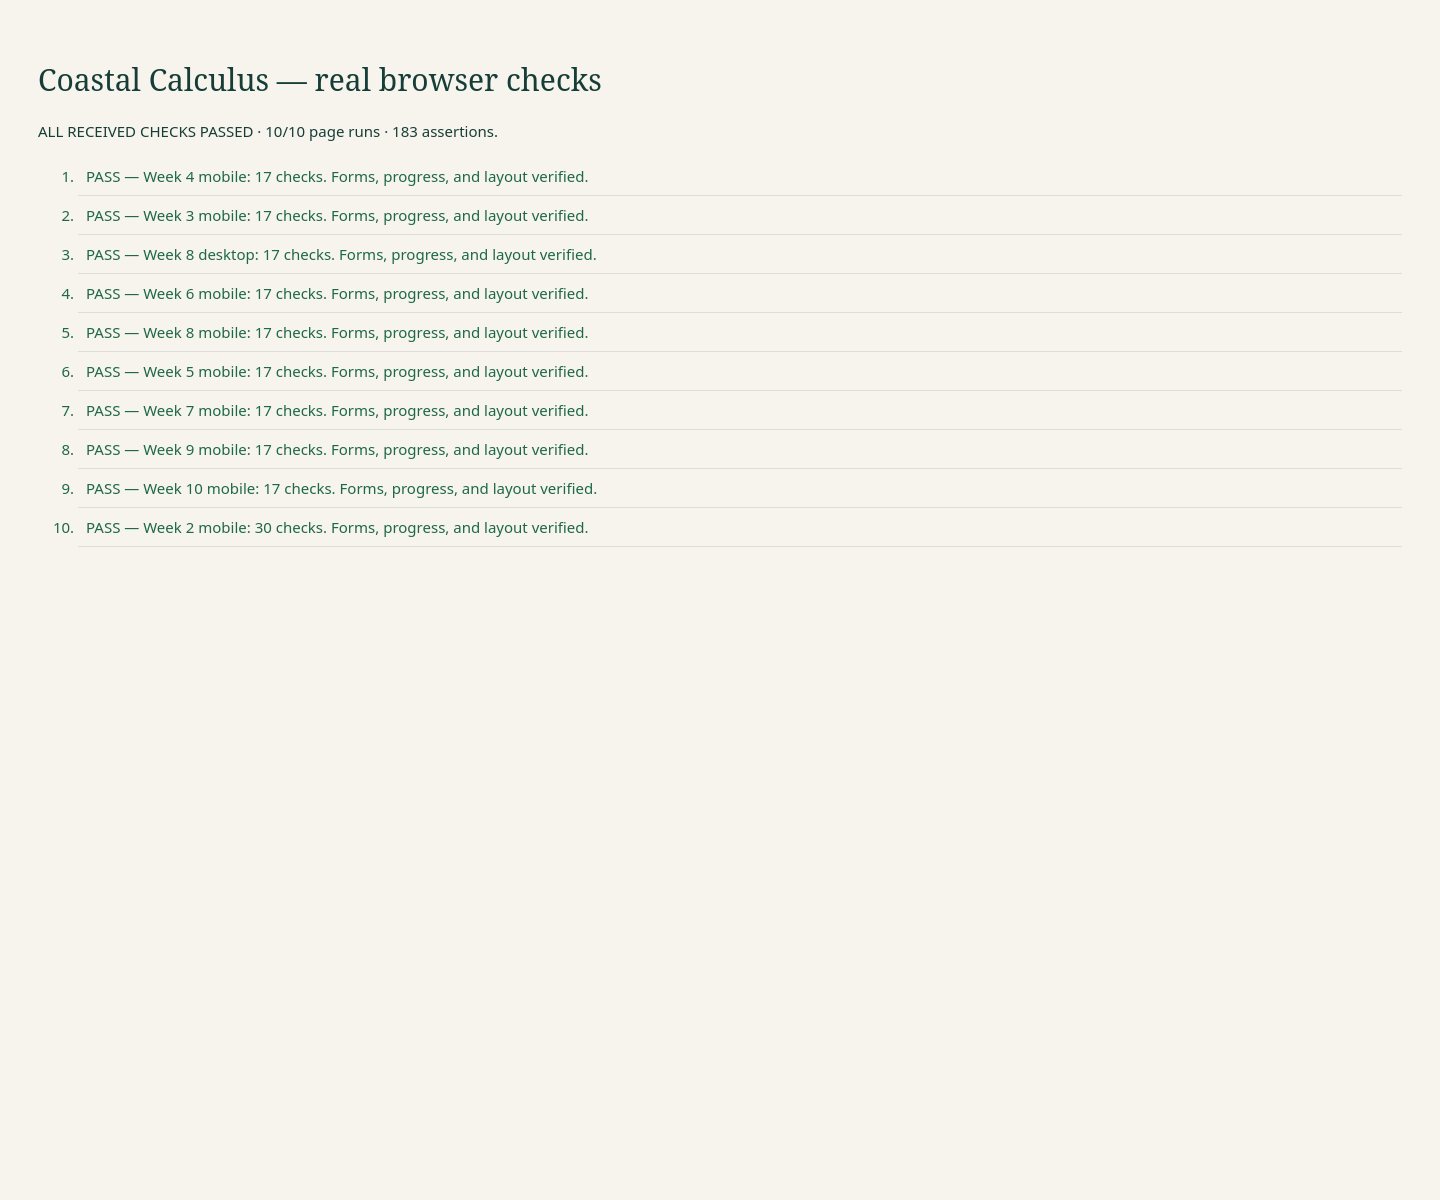 Coastal Calculus — real browser checks
ALL RECEIVED CHECKS PASSED · 10/10 page runs · 183 assertions.
1. PASS — Week 4 mobile: 17 checks. Forms, progress, and layout verified.
2. PASS — Week 3 mobile: 17 checks. Forms, progress, and layout verified.
3. PASS — Week 8 desktop: 17 checks. Forms, progress, and layout verified.
4. PASS — Week 6 mobile: 17 checks. Forms, progress, and layout verified.
5. PASS — Week 8 mobile: 17 checks. Forms, progress, and layout verified.
6. PASS — Week 5 mobile: 17 checks. Forms, progress, and layout verified.
7. PASS — Week 7 mobile: 17 checks. Forms, progress, and layout verified.
8. PASS — Week 9 mobile: 17 checks. Forms, progress, and layout verified.
9. PASS — Week 10 mobile: 17 checks. Forms, progress, and layout verified.
10. PASS — Week 2 mobile: 30 checks. Forms, progress, and layout verified.